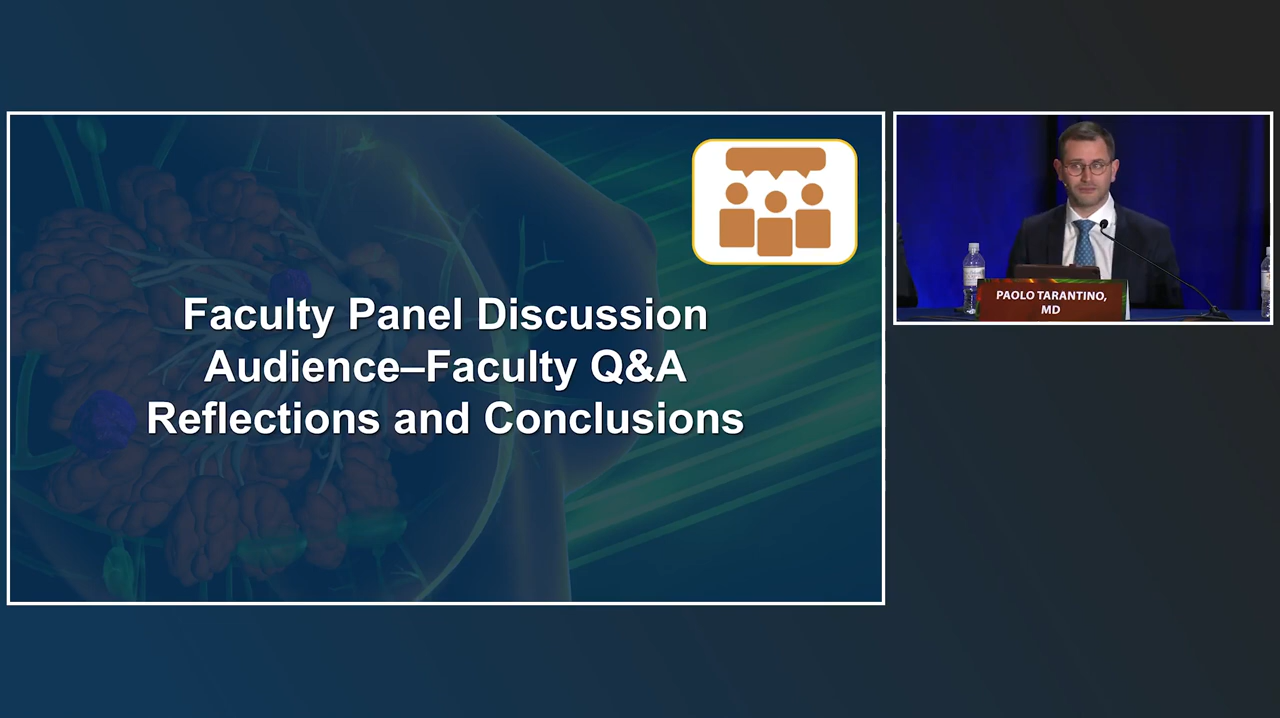 Faculty Panel Discussion
Audience–Faculty Q&A
Reflections and Conclusions
PAOLO TARANTINO,
MD